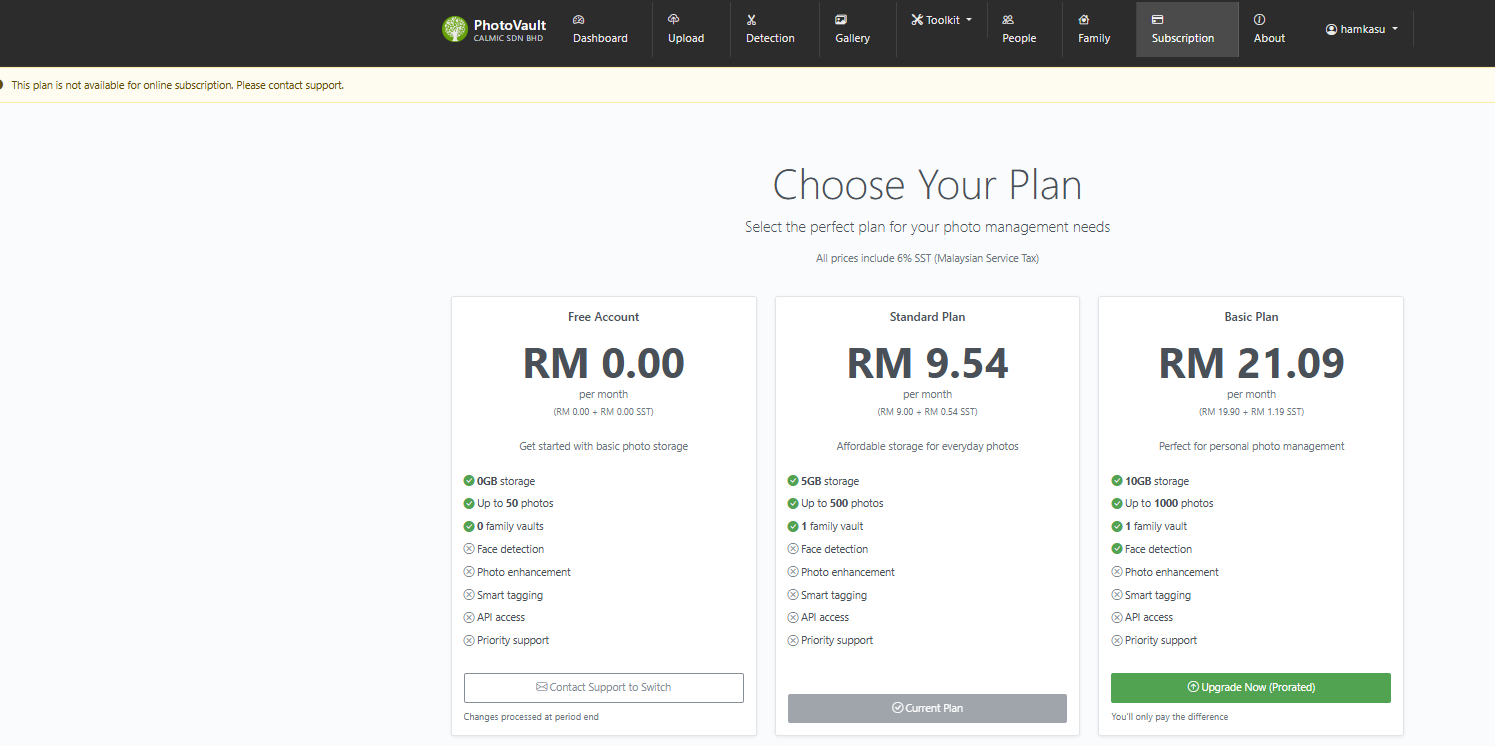 PhotoVault
CALMIC SDN BHD
Dashboard
Upload
Detection
Gallery
Toolkit
People
Family
Subscription
About
hamkasu
This plan is not available for online subscription. Please contact support.
Choose Your Plan
Select the perfect plan for your photo management needs
All prices include 6% SST (Malaysian Service Tax)
Free Account
RM 0.00
per month
(RM 0.00 + RM 0.00 SST)
Get started with basic photo storage
0GB storage
Up to 50 photos
0 family vaults
Face detection
Photo enhancement
Smart tagging
API access
Priority support
Contact Support to Switch
Changes processed at period end
Standard Plan
RM 9.54
per month
(RM 9.00 + RM 0.54 SST)
Affordable storage for everyday photos
5GB storage
Up to 500 photos
1 family vault
Face detection
Photo enhancement
Smart tagging
API access
Priority support
Current Plan
Basic Plan
RM 21.09
per month
(RM 19.90 + RM 1.19 SST)
Perfect for personal photo management
10GB storage
Up to 1000 photos
1 family vault
Face detection
Photo enhancement
Smart tagging
API access
Priority support
Upgrade Now (Prorated)
You'll only pay the difference